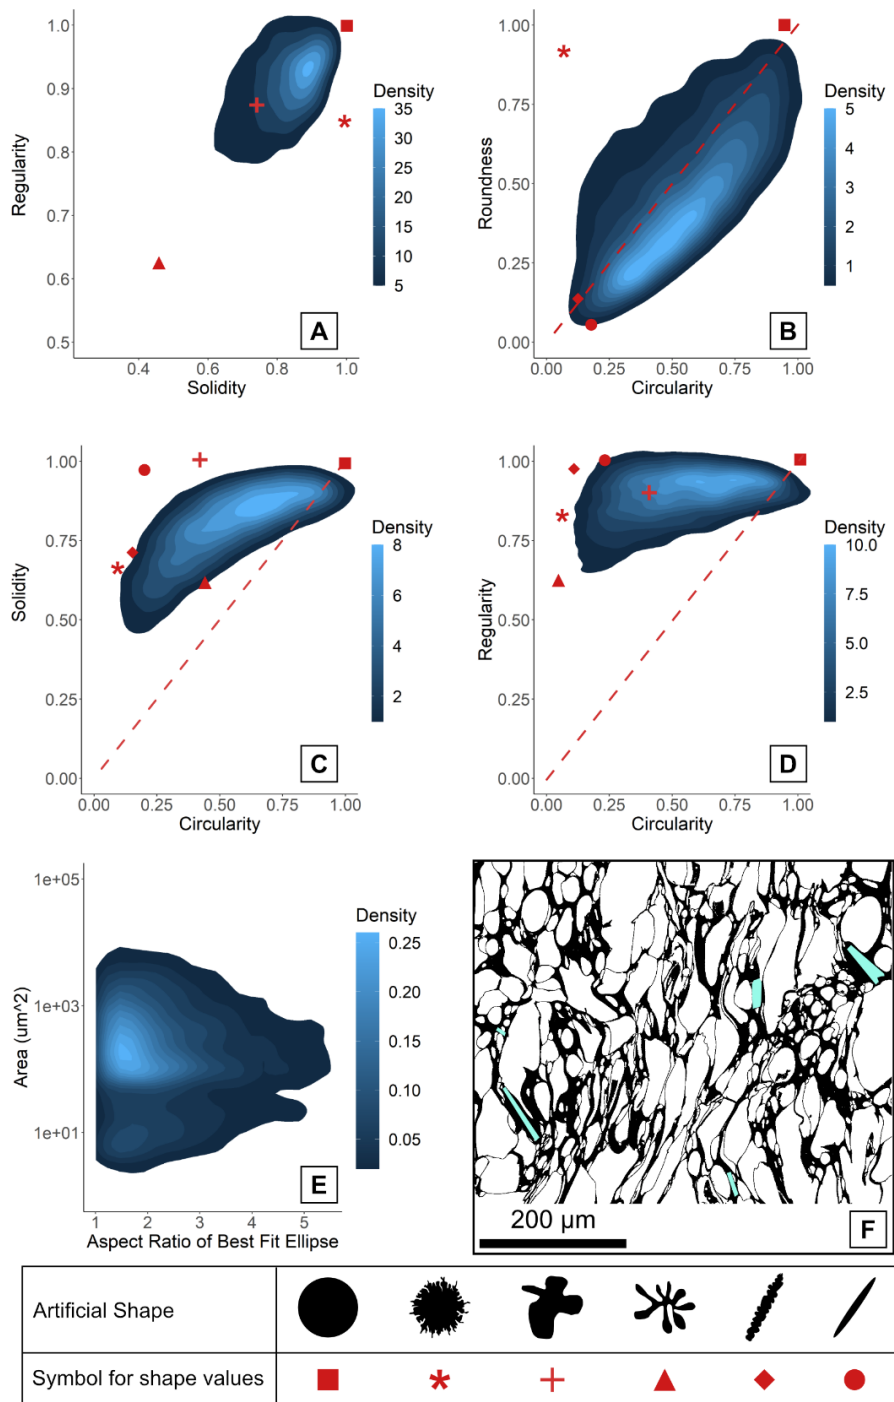 1.0
0.9
0.8
0.7
0.6
0.5
Regularity
0.4
0.6
0.8
1.0
Solidity
Density
35
30
25
20
15
10
5
A
1.00
0.75
0.50
0.25
0.00
Roundness
0.00
0.25
0.50
0.75
1.00
Circularity
Density
5
4
3
2
1
B
1.00
0.75
0.50
0.25
0.00
Solidity
0.00
0.25
0.50
0.75
1.00
Circularity
Density
8
6
4
2
C
1.00
0.75
0.50
0.25
0.00
Regularity
0.00
0.25
0.50
0.75
1.00
Circularity
Density
10.0
7.5
5.0
2.5
D
1e+05
1e+03
1e+01
Area (um^2)
1
2
3
4
5
Aspect Ratio of Best Fit Ellipse
Density
0.25
0.20
0.15
0.10
0.05
E
200 µm
F
Artificial Shape
Symbol for shape values